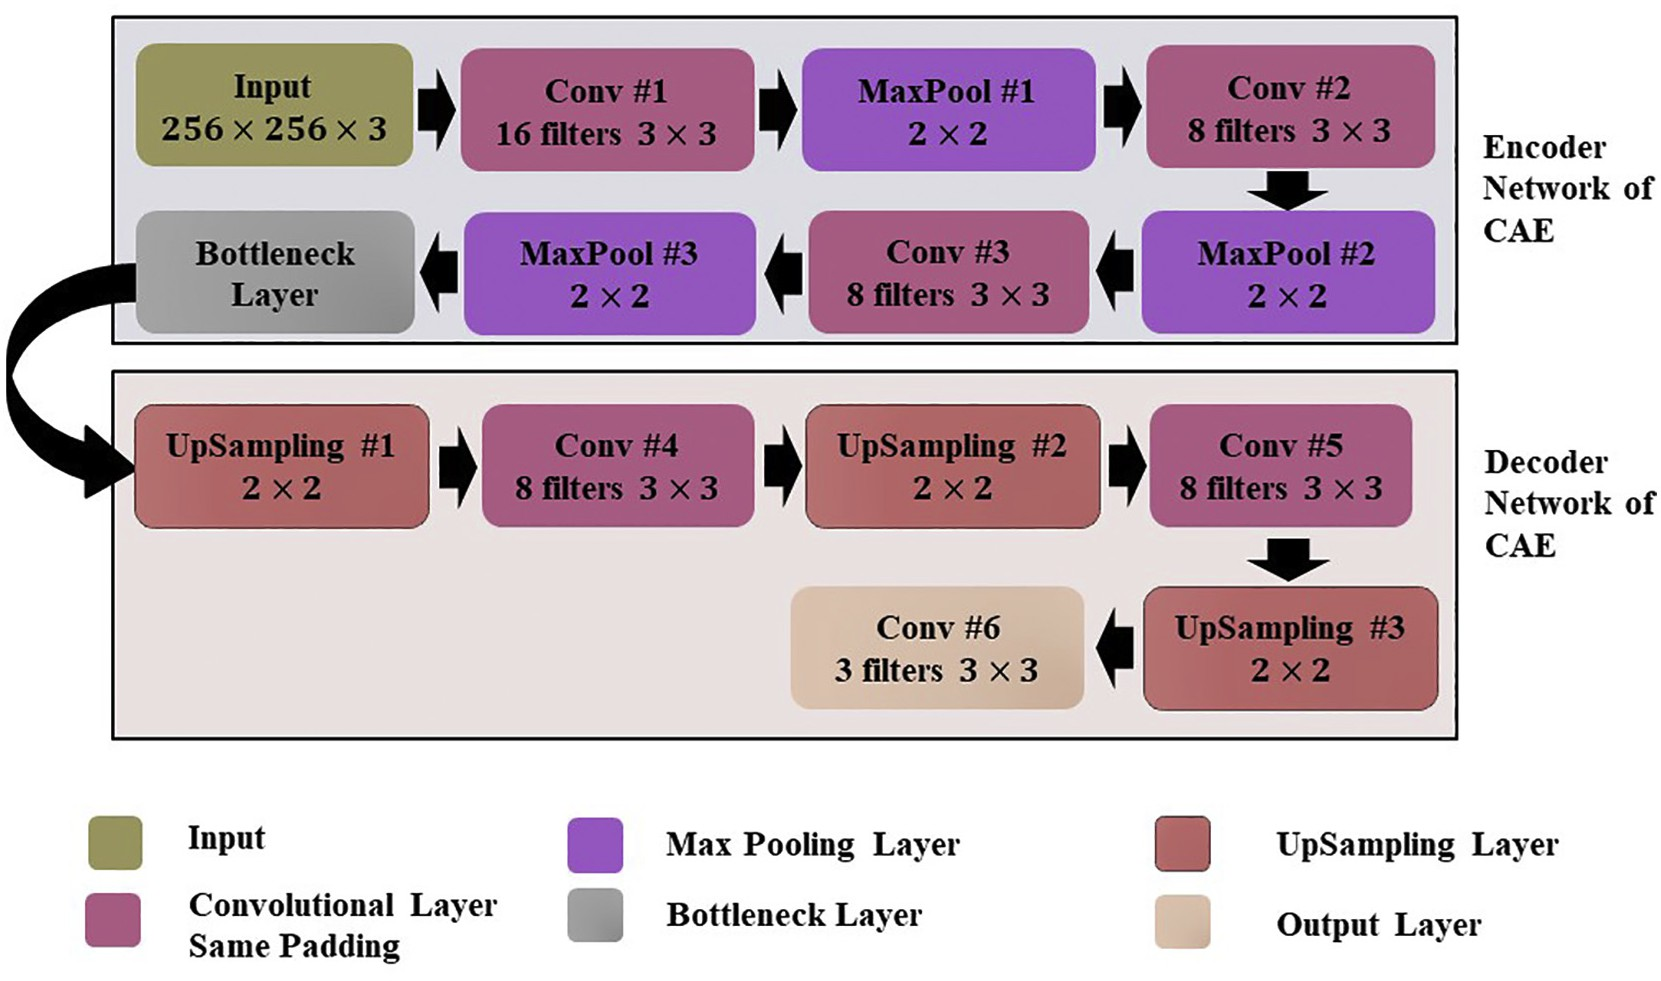 Input
256 × 256 × 3
Conv #1
16 filters 3 × 3
MaxPool #1
2 × 2
Conv #2
8 filters 3 × 3
Encoder
Network of
CAE
Bottleneck
Layer
MaxPool #3
2 × 2
Conv #3
8 filters 3 × 3
MaxPool #2
2 × 2
UpSampling #1
2 × 2
Conv #4
8 filters 3 × 3
UpSampling #2
2 × 2
Conv #5
8 filters 3 × 3
Decoder
Network of
CAE
Conv #6
3 filters 3 × 3
UpSampling #3
2 × 2
Input
Max Pooling Layer
UpSampling Layer
Convolutional Layer
Same Padding
Bottleneck Layer
Output Layer